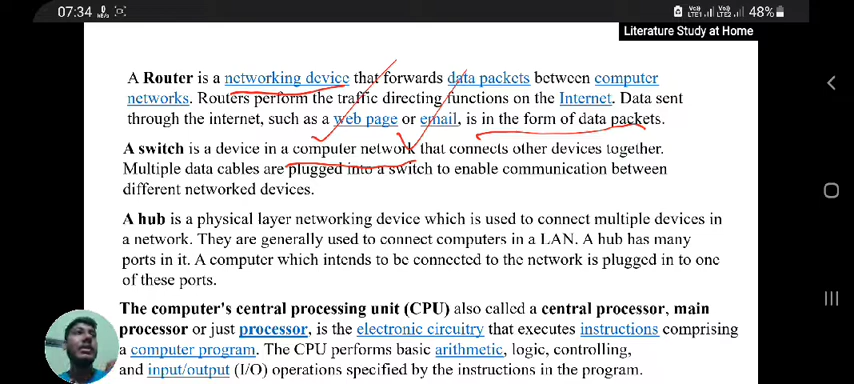 07:34
48%
Literature Study at Home
A Router is a networking device that forwards data packets between computer
networks. Routers perform the traffic directing functions on the Internet. Data sent
through the internet, such as a web page or email, is in the form of data packets.
A switch is a device in a computer network that connects other devices together.
Multiple data cables are plugged into a switch to enable communication between
different networked devices.
A hub is a physical layer networking device which is used to connect multiple devices in
a network. They are generally used to connect computers in a LAN. A hub has many
ports in it. A computer which intends to be connected to the network is plugged in to one
of these ports.
The computer's central processing unit (CPU) also called a central processor, main
processor or just processor, is the electronic circuitry that executes instructions comprising
a computer program. The CPU performs basic arithmetic, logic, controlling,
and input/output (I/O) operations specified by the instructions in the program.